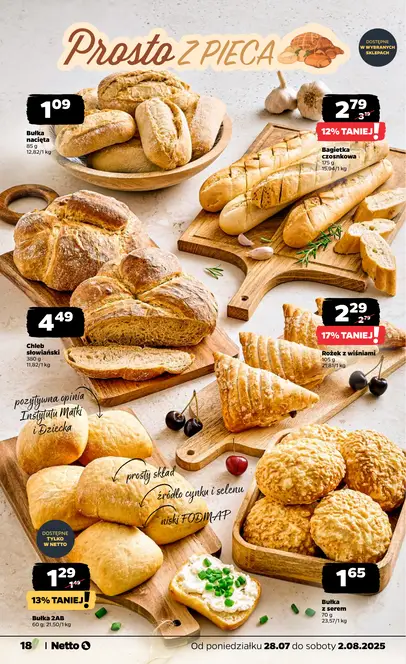 Prosto Z PIECA
DOSTĘPNE
W WYBRANYCH
SKLEPACH
1 09
Bułka
nacięta
85 g
12,82/1 kg
2 79
3 19
12% TANIEJ!
Bagietka
czosnkowa
175 g
15,94/1 kg
4 49
Chleb
słowiański
380 g
11,82/1 kg
2 29
2 79
17% TANIEJ!
Rożek z wiśniami
105 g
21,81/1 kg
pozytywna opinia
Instytutu Matki
i Dziecka
prosty skład
źródło cynku i selenu
niski FODMAP
DOSTĘPNE
TYLKO
W NETTO
1 29
1 49
13% TANIEJ!
Bułka 2AB
60 g; 21,50/1 kg
1 65
Bułka
z serem
70 g
23,57/1 kg
18 | Netto
Od poniedziałku 28.07 do soboty 2.08.2025